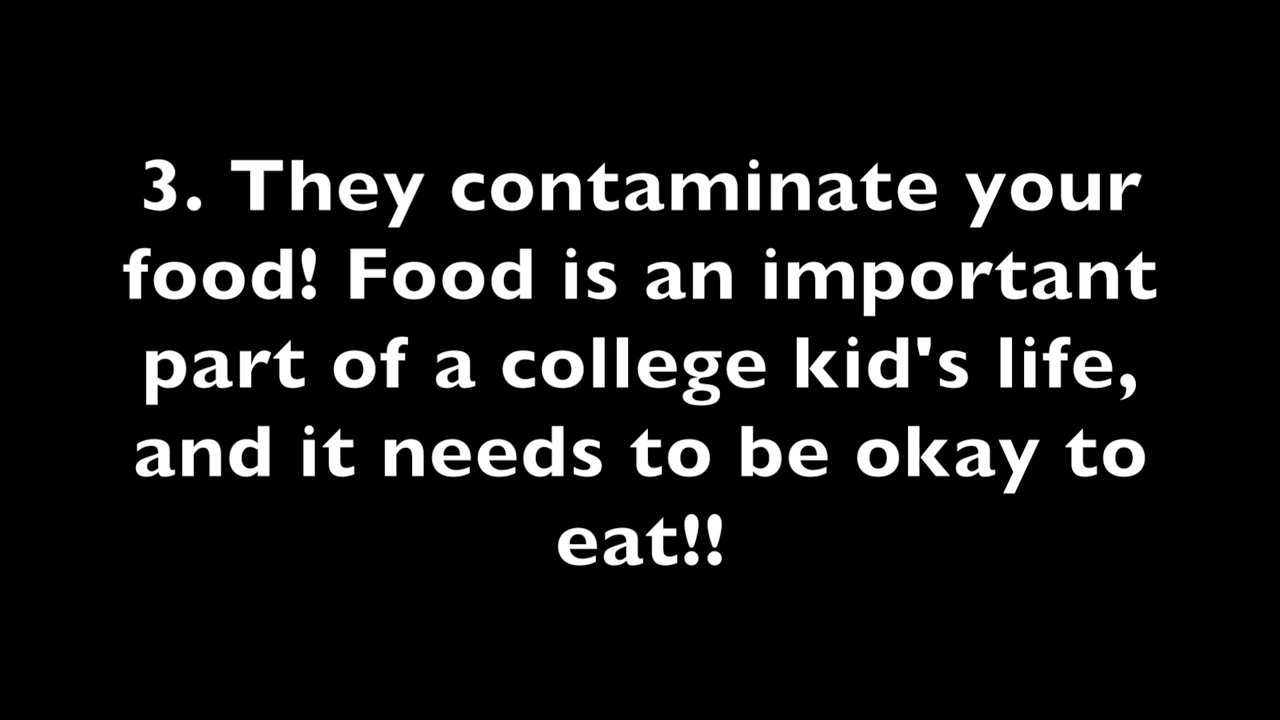 3. They contaminate your
food! Food is an important
part of a college kid's life,
and it needs to be okay to
eat!!